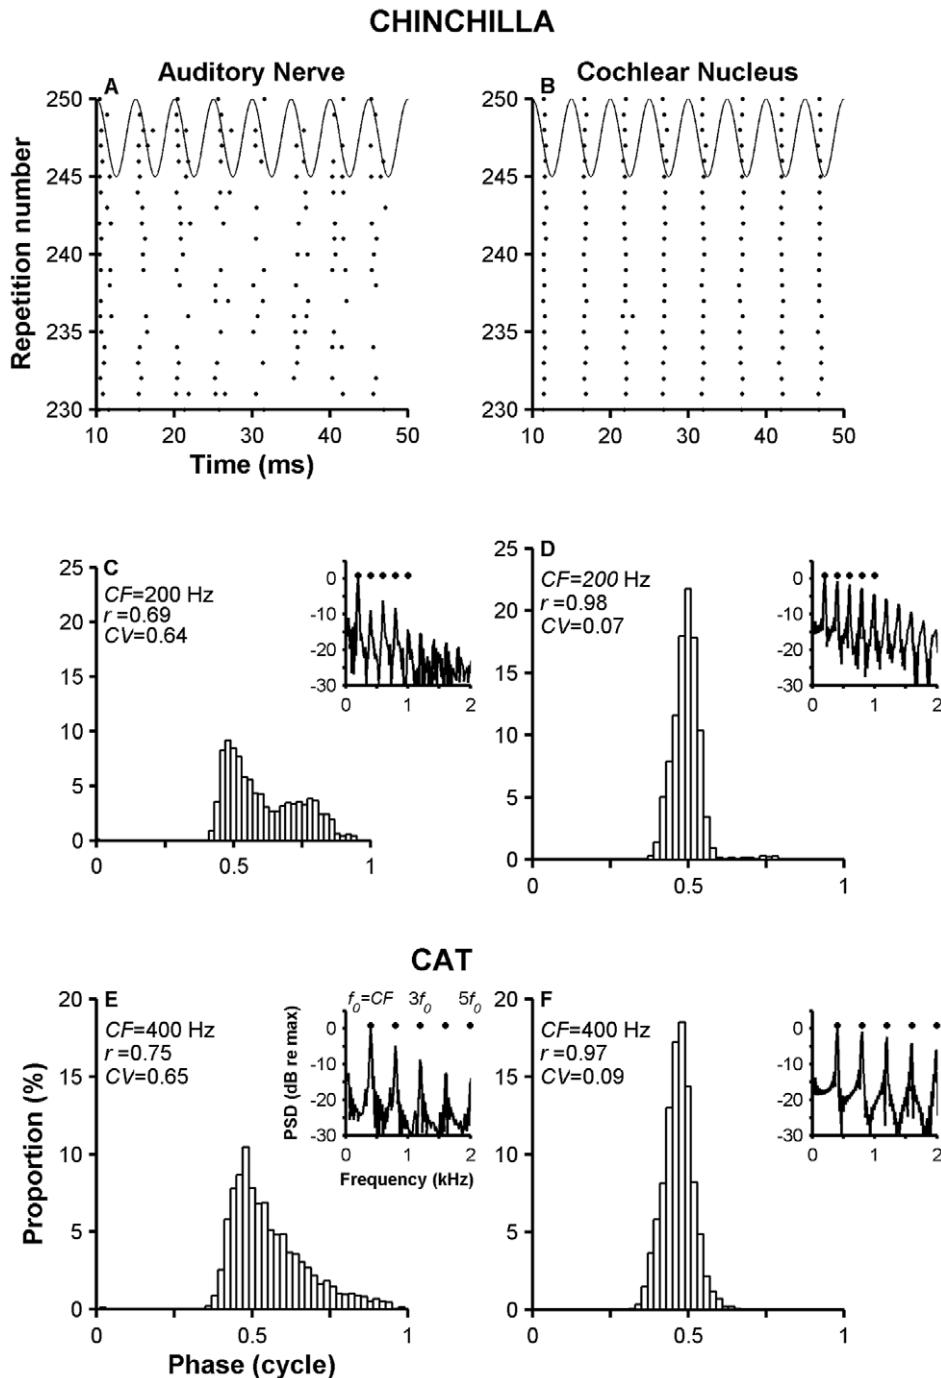 CHINCHILLA
Auditory Nerve
Cochlear Nucleus
A
B
Repetition number
250
245
240
235
230
10 20 30 40 50
Time (ms)
250
245
240
235
230
10 20 30 40 50
C
CF=200 Hz
r =0.69
CV=0.64
25
20
15
10
5
0
0 0.5 1
0
-10
-20
-30
0 1 2
D
CF=200 Hz
r =0.98
CV=0.07
25
20
15
10
5
0
0 0.5 1
0
-10
-20
-30
0 1 2
CAT
E
CF=400 Hz
r =0.75
CV=0.65
Proportion (%)
20
15
10
5
0
0 0.5 1
Phase (cycle)
f0=CF 3f0 5f0
PSD (dB re max)
0
-10
-20
-30
0 1 2
Frequency (kHz)
F
CF=400 Hz
r =0.97
CV=0.09
20
15
10
5
0
0 0.5 1
0
-10
-20
-30
0 1 2